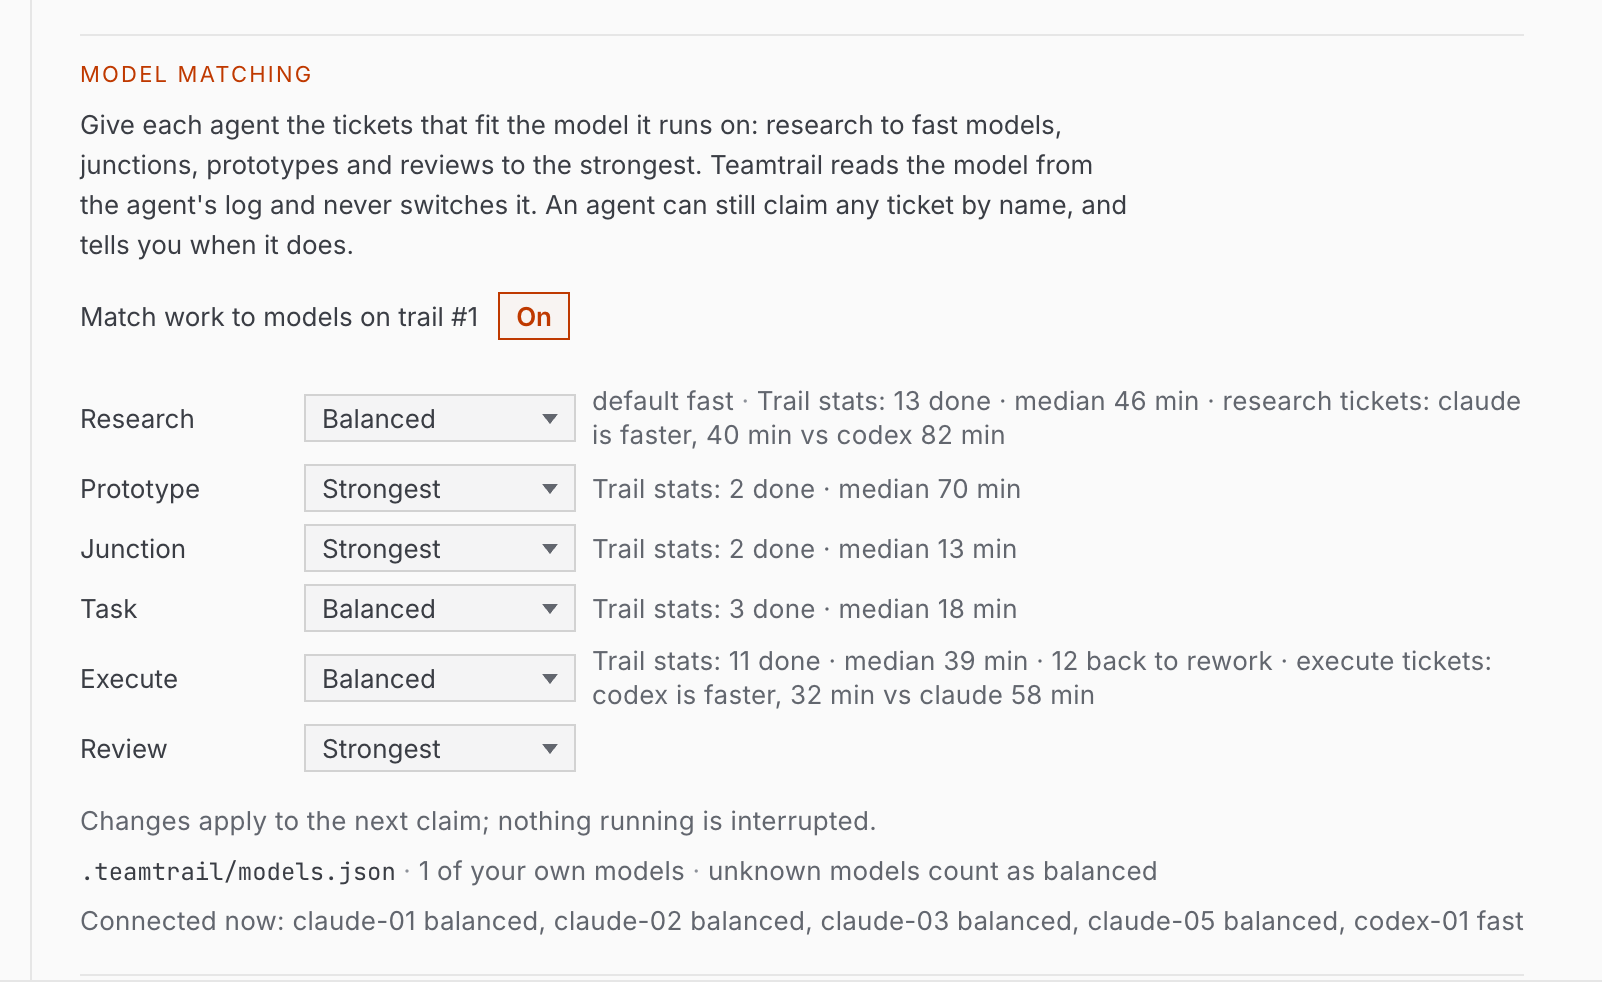 MODEL MATCHING
Give each agent the tickets that fit the model it runs on: research to fast models,
junctions, prototypes and reviews to the strongest. Teamtrail reads the model from
the agent's log and never switches it. An agent can still claim any ticket by name, and
tells you when it does.
Match work to models on trail #1 On
Research Balanced default fast · Trail stats: 13 done · median 46 min · research tickets: claude
is faster, 40 min vs codex 82 min
Prototype Strongest Trail stats: 2 done · median 70 min
Junction Strongest Trail stats: 2 done · median 13 min
Task Balanced Trail stats: 3 done · median 18 min
Execute Balanced Trail stats: 11 done · median 39 min · 12 back to rework · execute tickets:
codex is faster, 32 min vs claude 58 min
Review Strongest
Changes apply to the next claim; nothing running is interrupted.
.teamtrail/models.json · 1 of your own models · unknown models count as balanced
Connected now: claude-01 balanced, claude-02 balanced, claude-03 balanced, claude-05 balanced, codex-01 fast